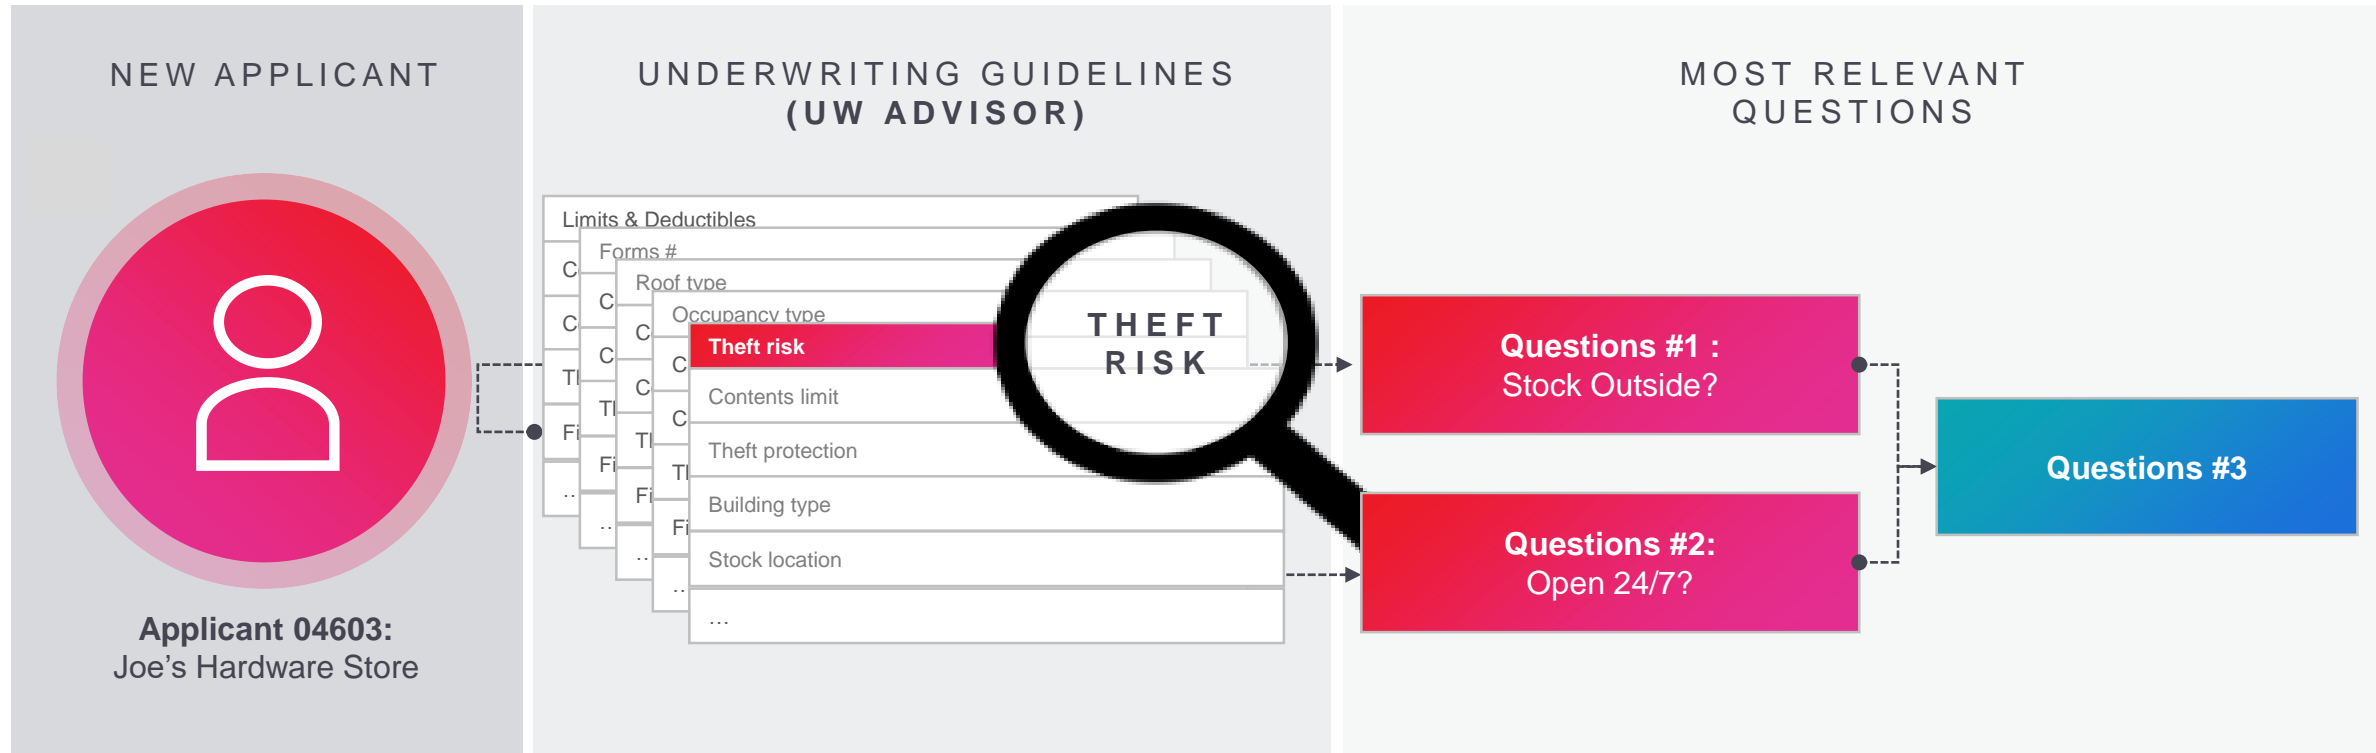 NEW APPLICANT
Applicant 04603:
Joe's Hardware Store
UNDERWRITING GUIDELINES
(UW ADVISOR)
Limits & Deductibles
Forms #
Roof type
Occupancy type
Theft risk
Contents limit
Theft protection
Building type
Stock location
...
THEFT
RISK
MOST RELEVANT
QUESTIONS
Questions #1 :
Stock Outside?
Questions #2:
Open 24/7?
Questions #3